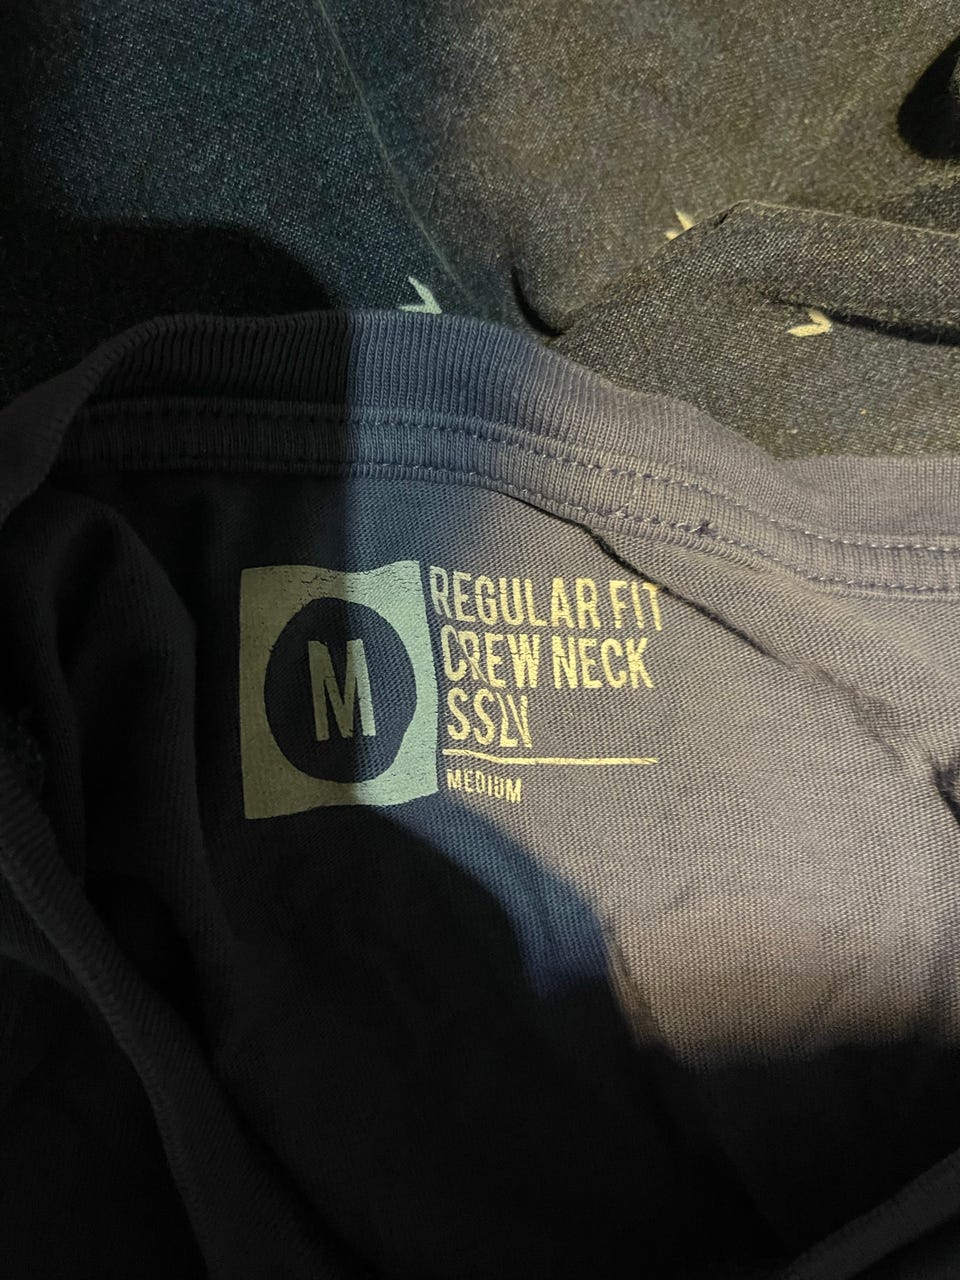 M
REGULAR FIT
CREW NECK
SSLV
MEDIUM